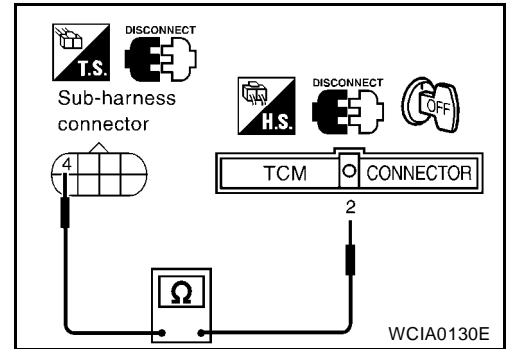 DISCONNECT
T.S.
Sub-harness
connector
DISCONNECT
H.S.
OFF
4
TCM CONNECTOR
2
Ω
WCIA0130E